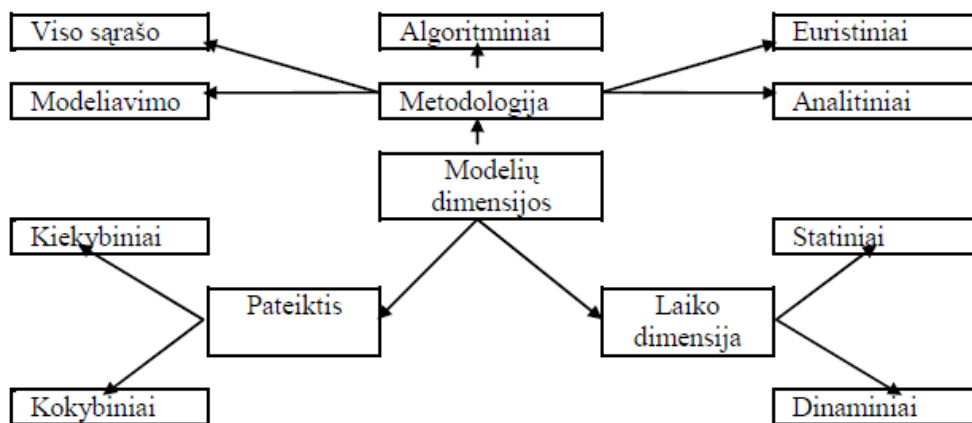 Viso sąrašo
Algoritminiai
Euristiniai
Modeliavimo
Metodologija
Analitiniai
Modelių
dimensijos
Kiekybiniai
Statiniai
Pateiktis
Laiko
dimensija
Kokybiniai
Dinaminiai